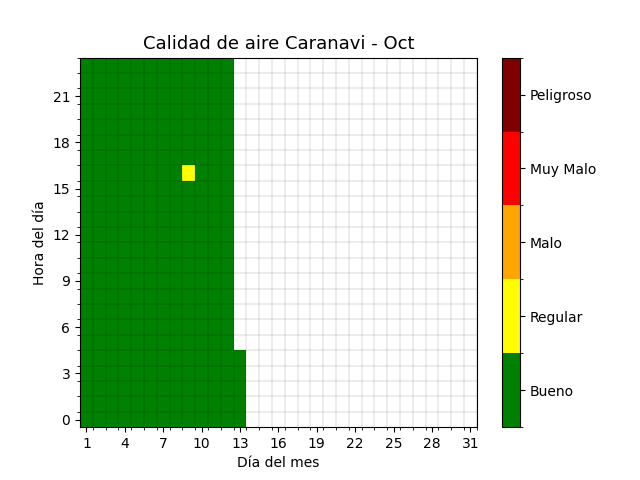 Calidad de aire Caranavi - Oct
Hora del día
21
18
15
12
9
6
3
0
1 4 7 10 13 16 19 22 25 28 31
Día del mes
Peligroso
Muy Malo
Malo
Regular
Bueno